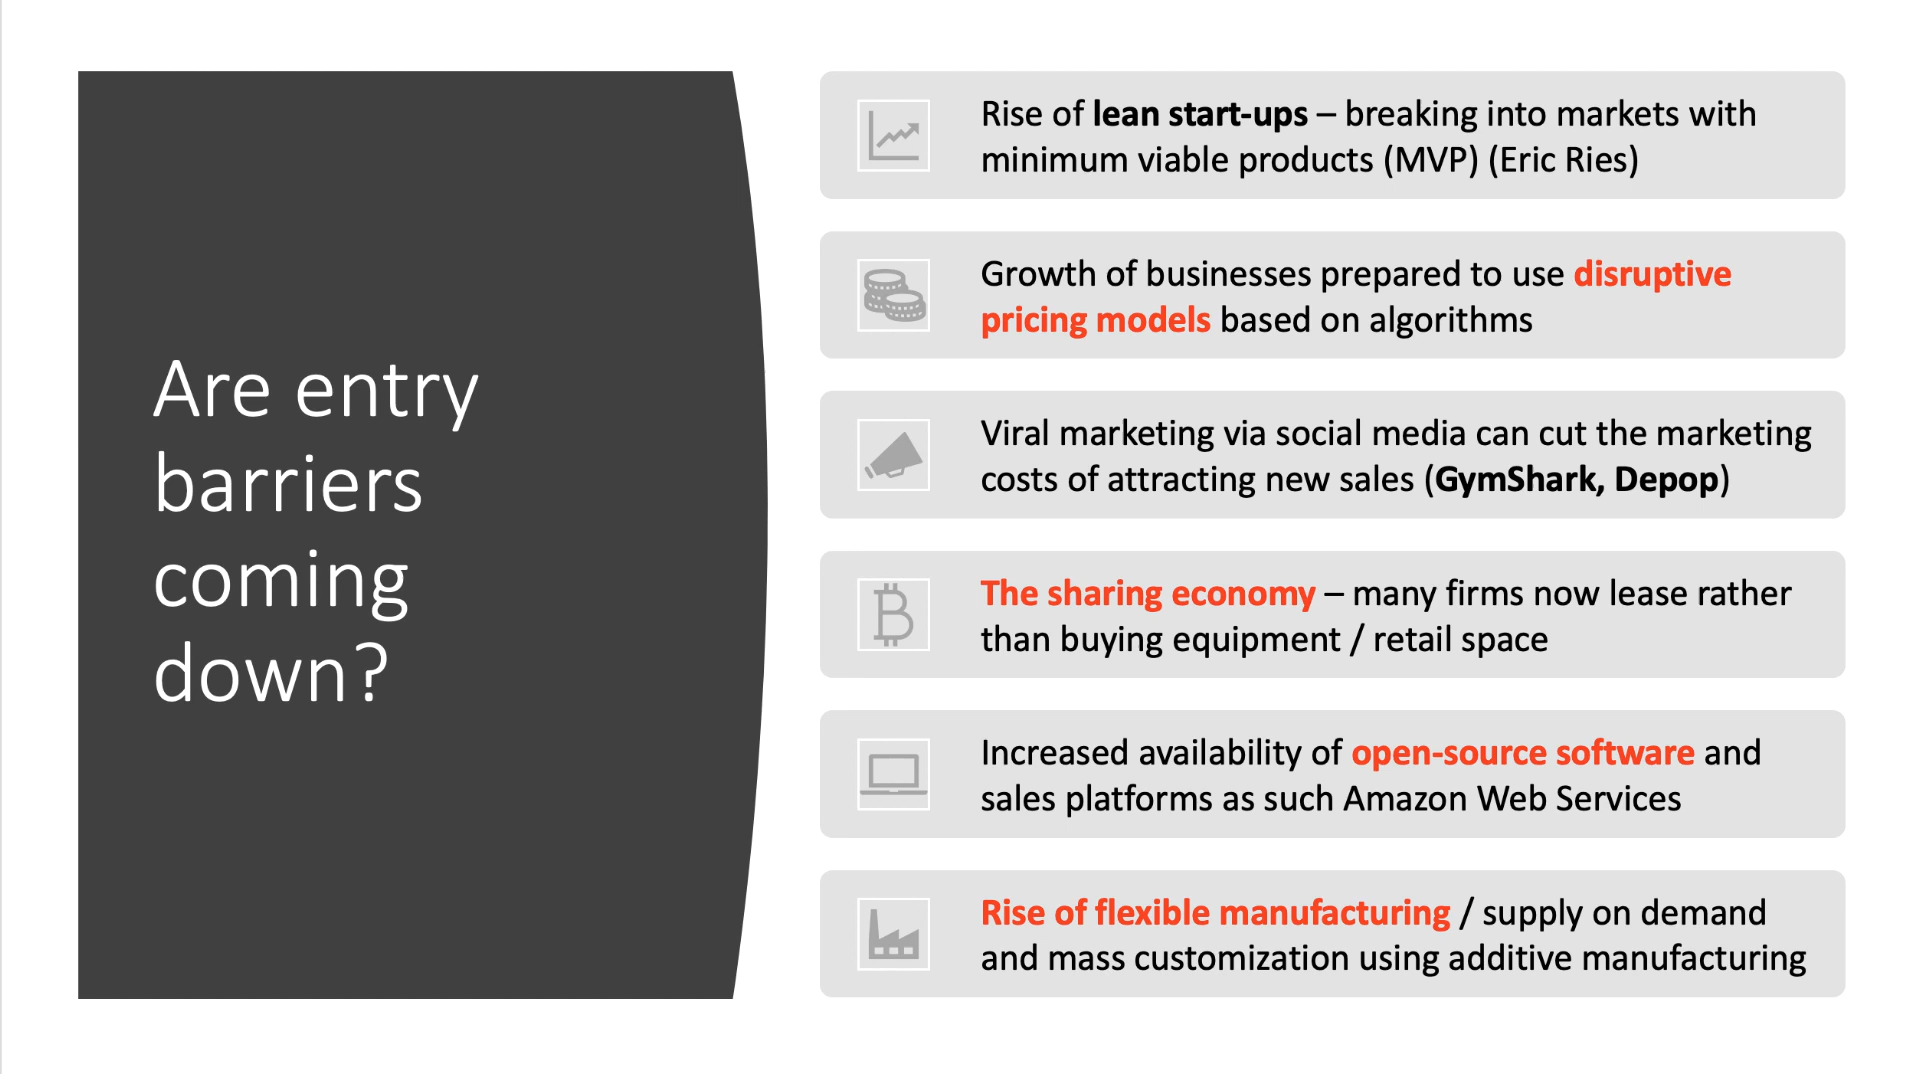 Are entry
barriers
coming
down?
Rise of lean start-ups – breaking into markets with
minimum viable products (MVP) (Eric Ries)
Growth of businesses prepared to use disruptive
pricing models based on algorithms
Viral marketing via social media can cut the marketing
costs of attracting new sales (GymShark, Depop)
The sharing economy – many firms now lease rather
than buying equipment / retail space
Increased availability of open-source software and
sales platforms as such Amazon Web Services
Rise of flexible manufacturing / supply on demand
and mass customization using additive manufacturing